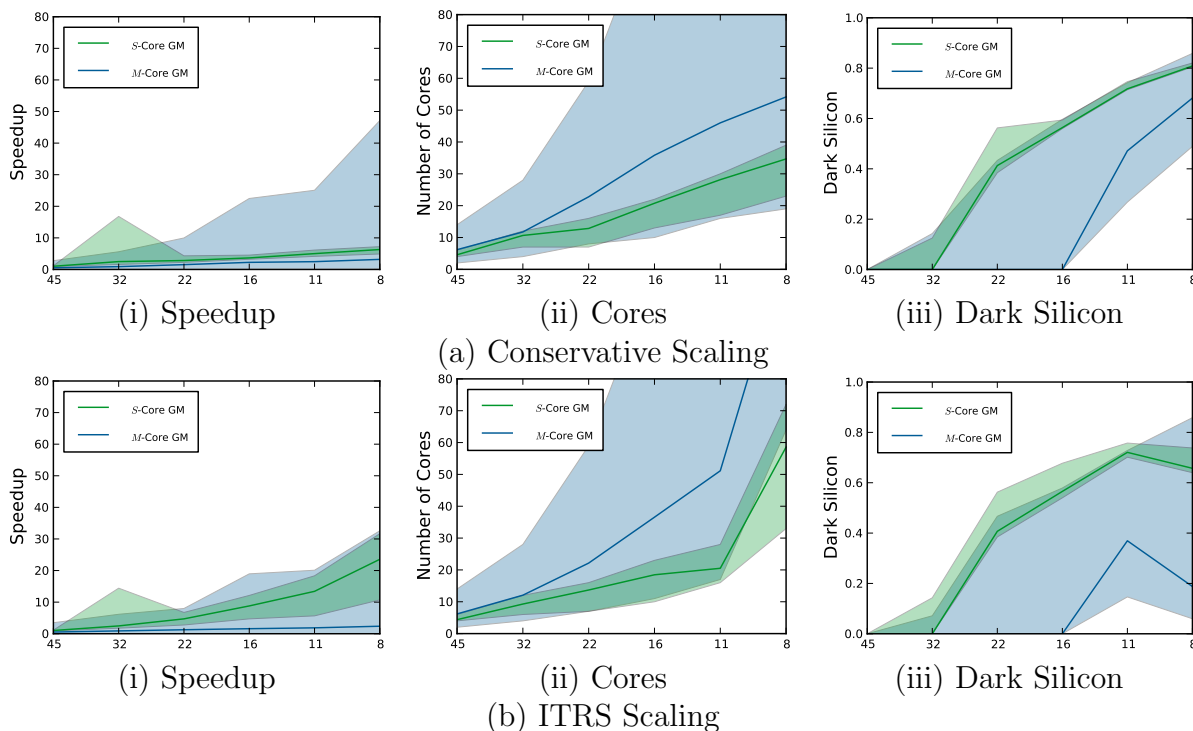 Speedup
80
70
60
50
40
30
20
10
0
45 32 22 16 11 8
S-Core GM
M-Core GM
(i) Speedup
Number of Cores
80
70
60
50
40
30
20
10
0
45 32 22 16 11 8
S-Core GM
M-Core GM
(ii) Cores
Dark Silicon
1.0
0.8
0.6
0.4
0.2
0.0
45 32 22 16 11 8
S-Core GM
M-Core GM
(iii) Dark Silicon
(a) Conservative Scaling
Speedup
80
70
60
50
40
30
20
10
0
45 32 22 16 11 8
S-Core GM
M-Core GM
(i) Speedup
Number of Cores
80
70
60
50
40
30
20
10
0
45 32 22 16 11 8
S-Core GM
M-Core GM
(ii) Cores
Dark Silicon
1.0
0.8
0.6
0.4
0.2
0.0
45 32 22 16 11 8
S-Core GM
M-Core GM
(iii) Dark Silicon
(b) ITRS Scaling